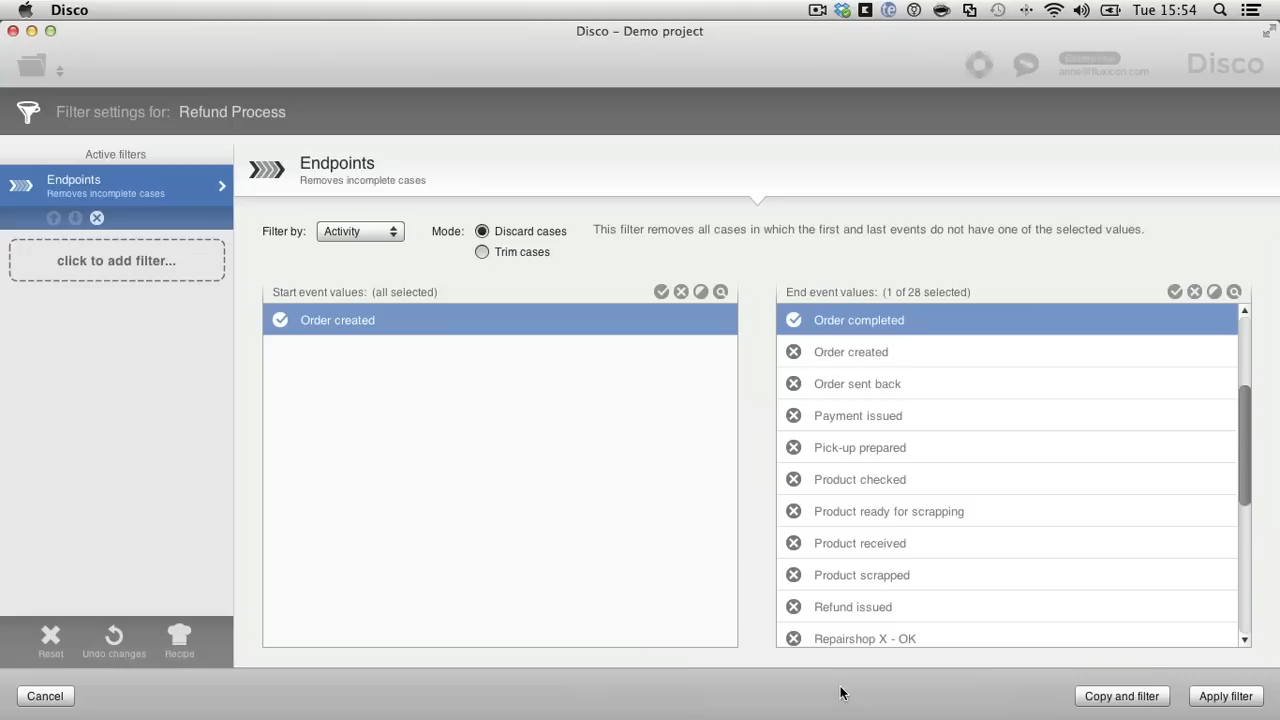 Disco
Tue 15:54
Disco – Demo project
anne@fluxicon.com
Disco
Filter settings for: Refund Process
Active filters
Endpoints
Removes incomplete cases
click to add filter...
Endpoints
Removes incomplete cases
Filter by:
Activity
Mode:
Discard cases
Trim cases
This filter removes all cases in which the first and last events do not have one of the selected values.
Start event values: (all selected)
Order created
End event values: (1 of 28 selected)
Order completed
Order created
Order sent back
Payment issued
Pick-up prepared
Product checked
Product ready for scrapping
Product received
Product scrapped
Refund issued
Repairshop X - OK
Reset
Undo changes
Recipe
Cancel
Copy and filter
Apply filter